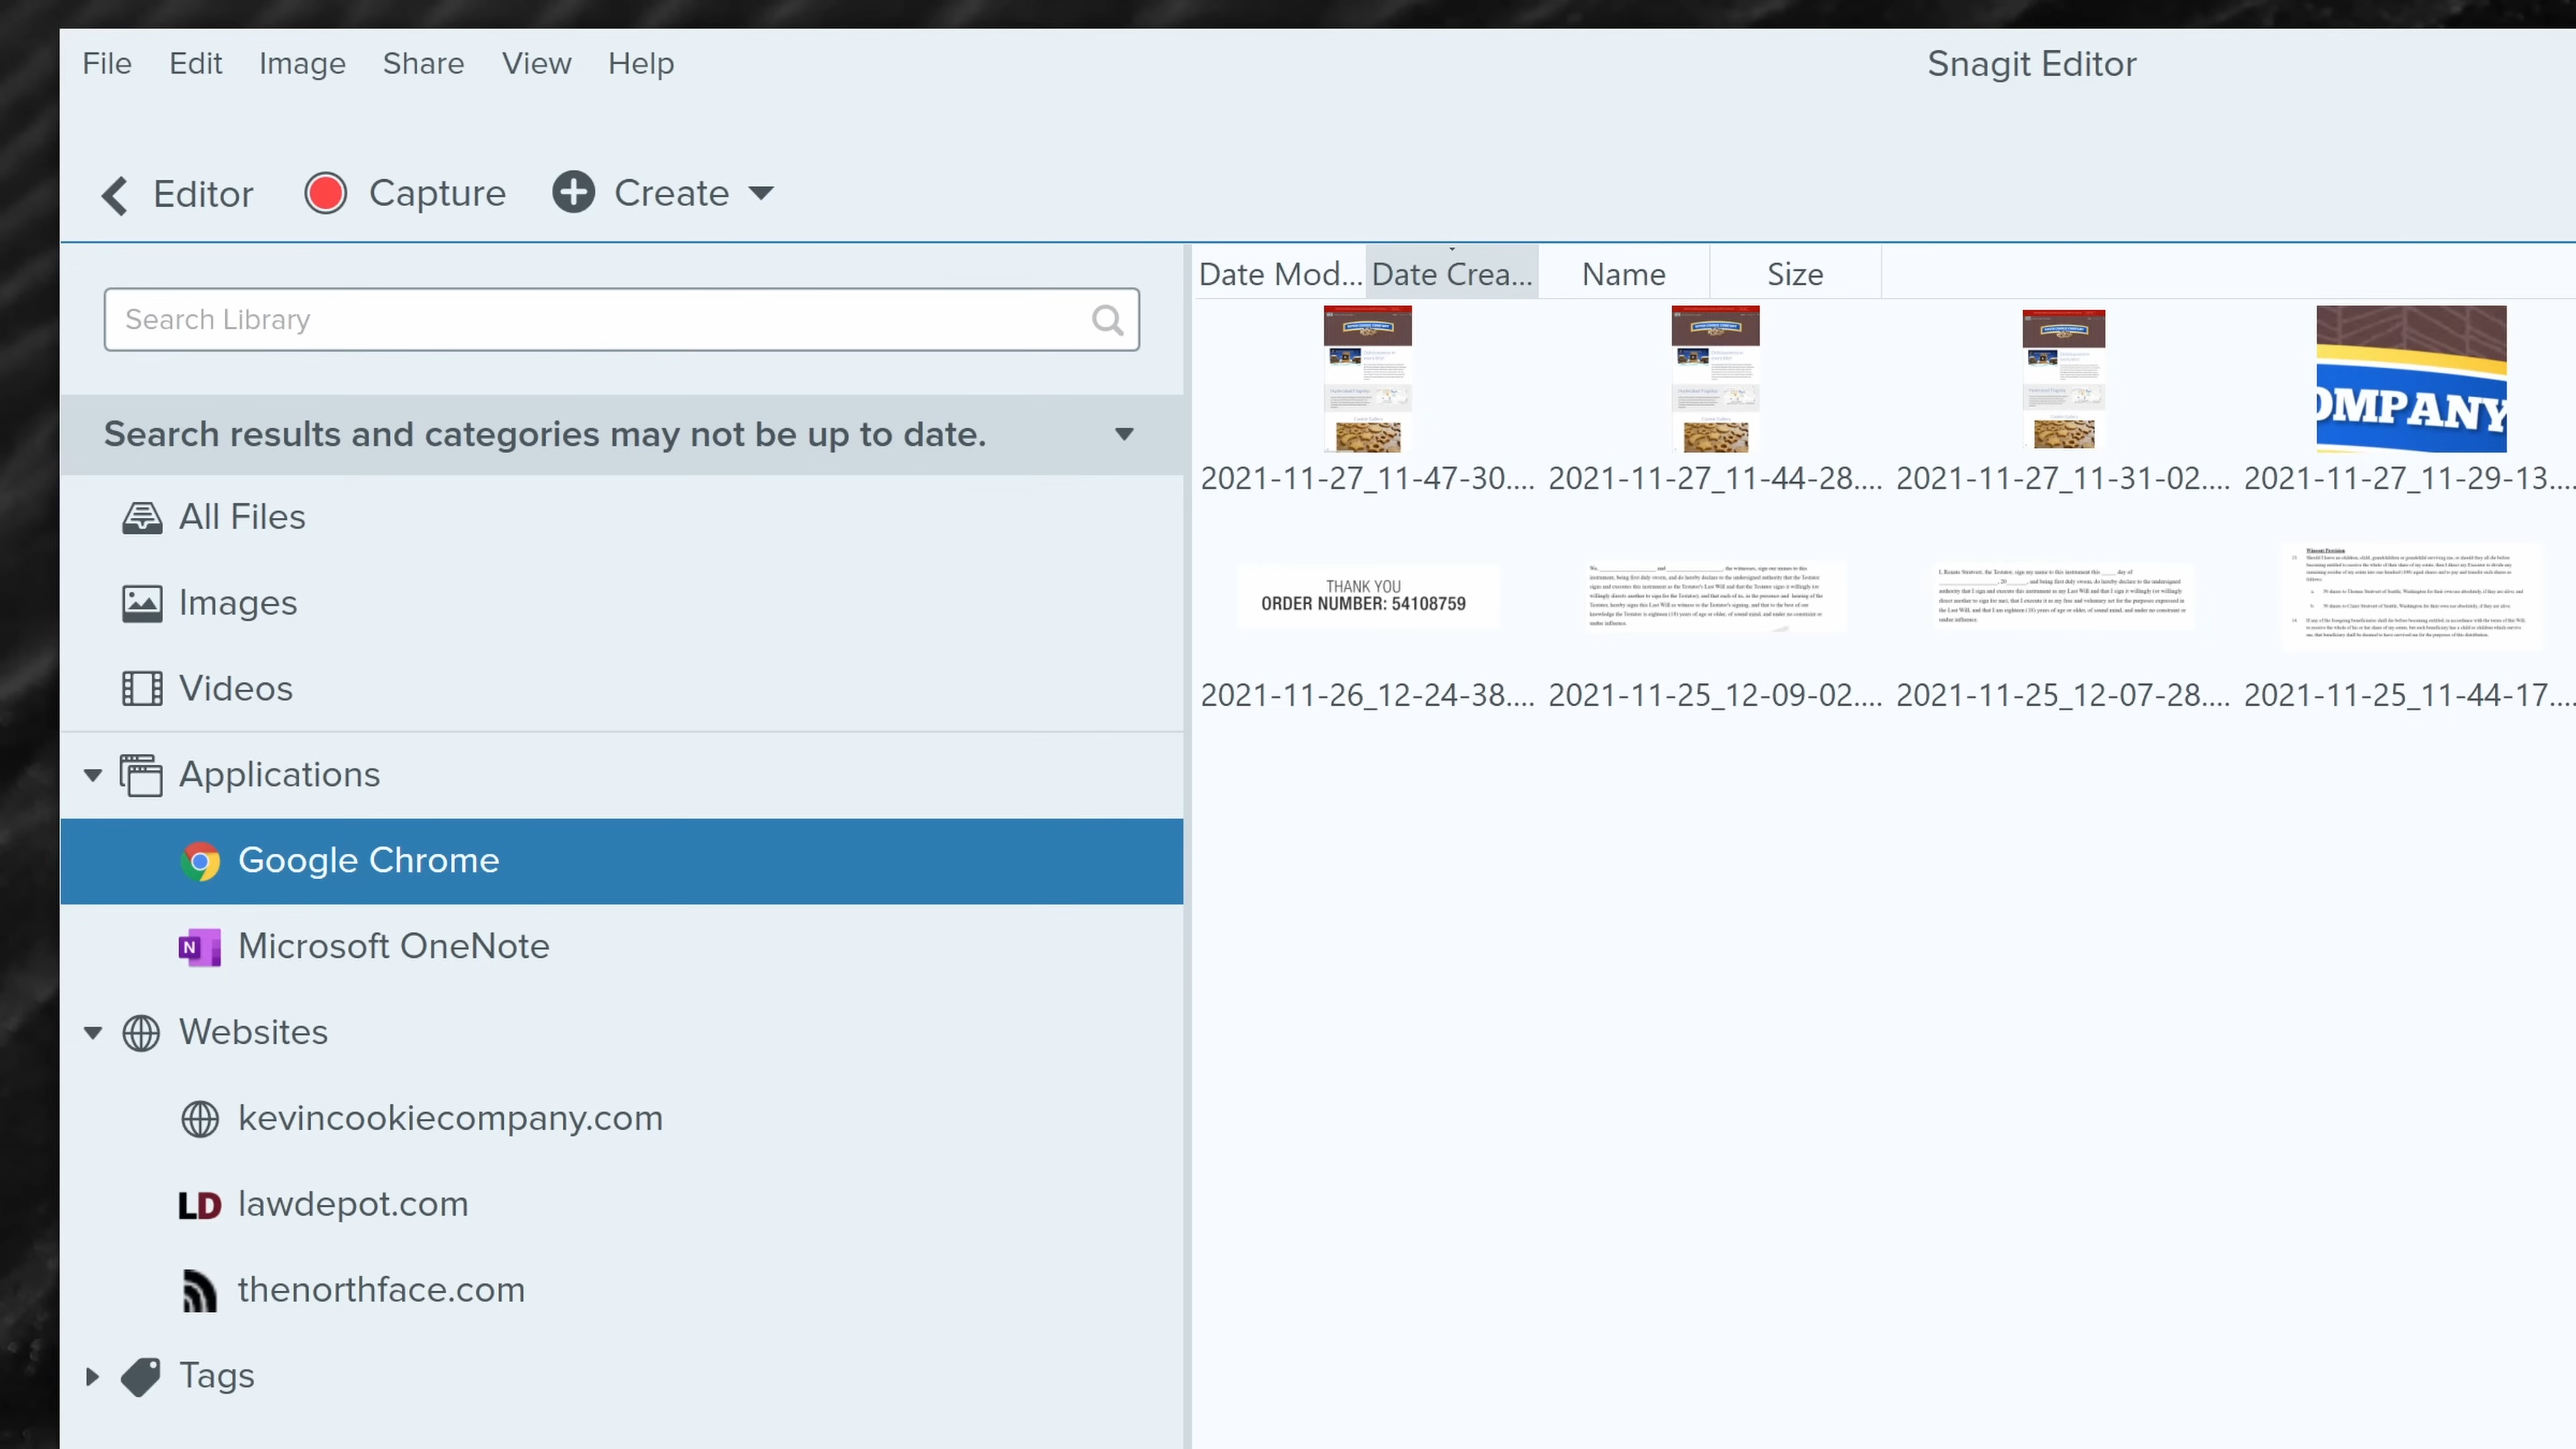 File Edit Image Share View Help
Snagit Editor
Editor Capture Create
Search Library
Search results and categories may not be up to date.
All Files
Images
Videos
Applications
Google Chrome
N Microsoft OneNote
Websites
kevincookiecompany.com
LD lawdepot.com
thenorthface.com
Tags
Date Mod... Date Crea... Name Size
OMPANY
2021-11-27_11-47-30.... 2021-11-27_11-44-28.... 2021-11-27_11-31-02.... 2021-11-27_11-29-13....
THANK YOU
ORDER NUMBER: 54108759
2021-11-26_12-24-38.... 2021-11-25_12-09-02.... 2021-11-25_12-07-28.... 2021-11-25_11-44-17....